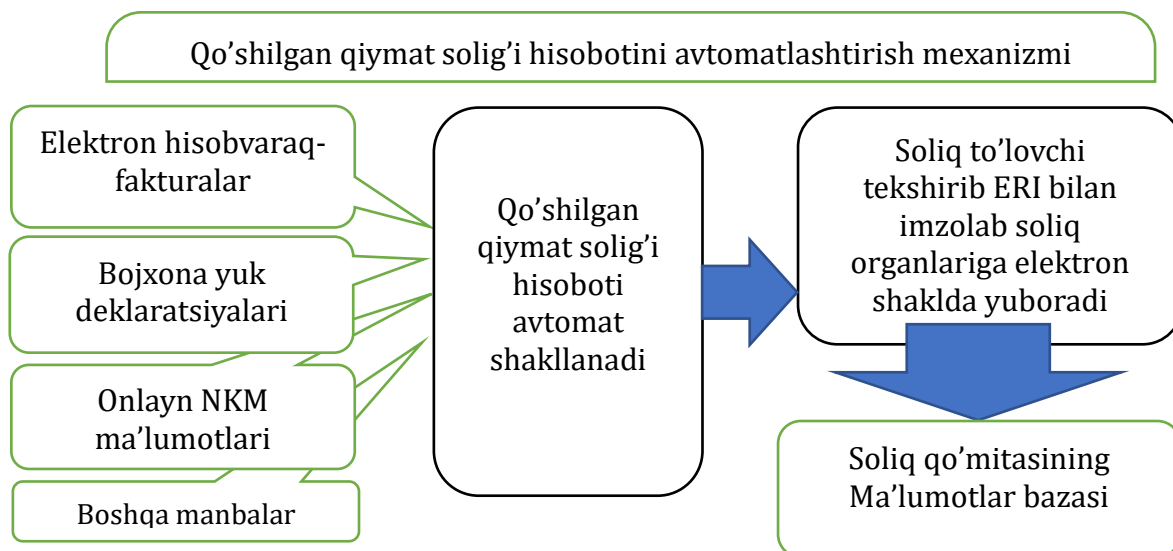 Qo’shilgan qiymat solig’i hisobotini avtomatlashtirish mexanizmi
Elektron hisobvaraq-
fakturalar
Bojxona yuk
deklaratsiyalari
Onlayn NKM
ma’lumotlari
Boshqa manbalar
Qo’shilgan
qiymat solig’i
hisoboti
avtomat
shakllanadi
Soliq to’lovchi
tekshirib ERI bilan
imzolab soliq
organlariga elektron
shaklda yuboradi
Soliq qo’mitasining
Ma’lumotlar bazasi